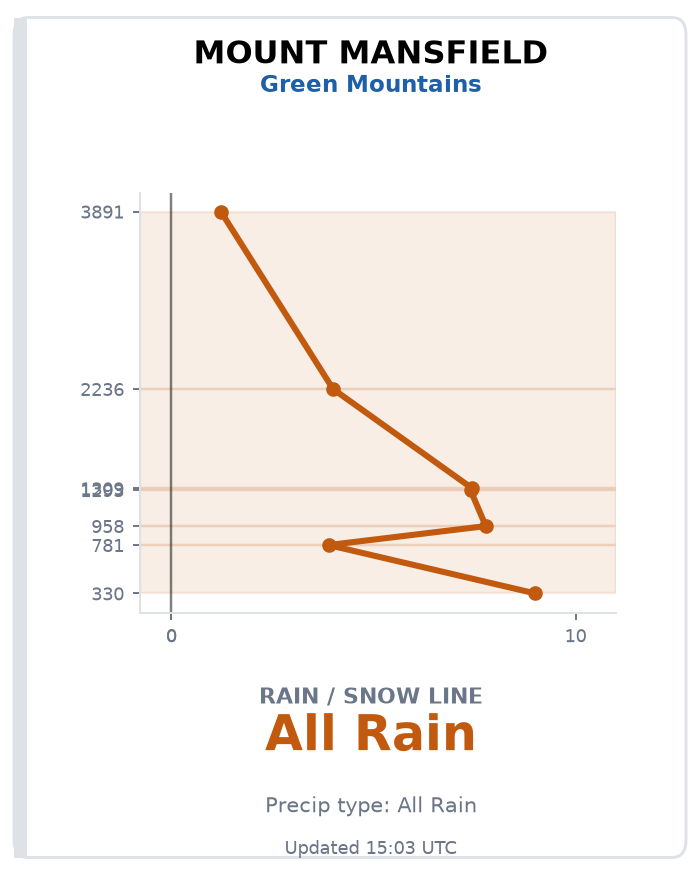 MOUNT MANSFIELD
Green Mountains
3891
2236
958
781
330
0
10
RAIN / SNOW LINE
All Rain
Precip type: All Rain
Updated 15:03 UTC